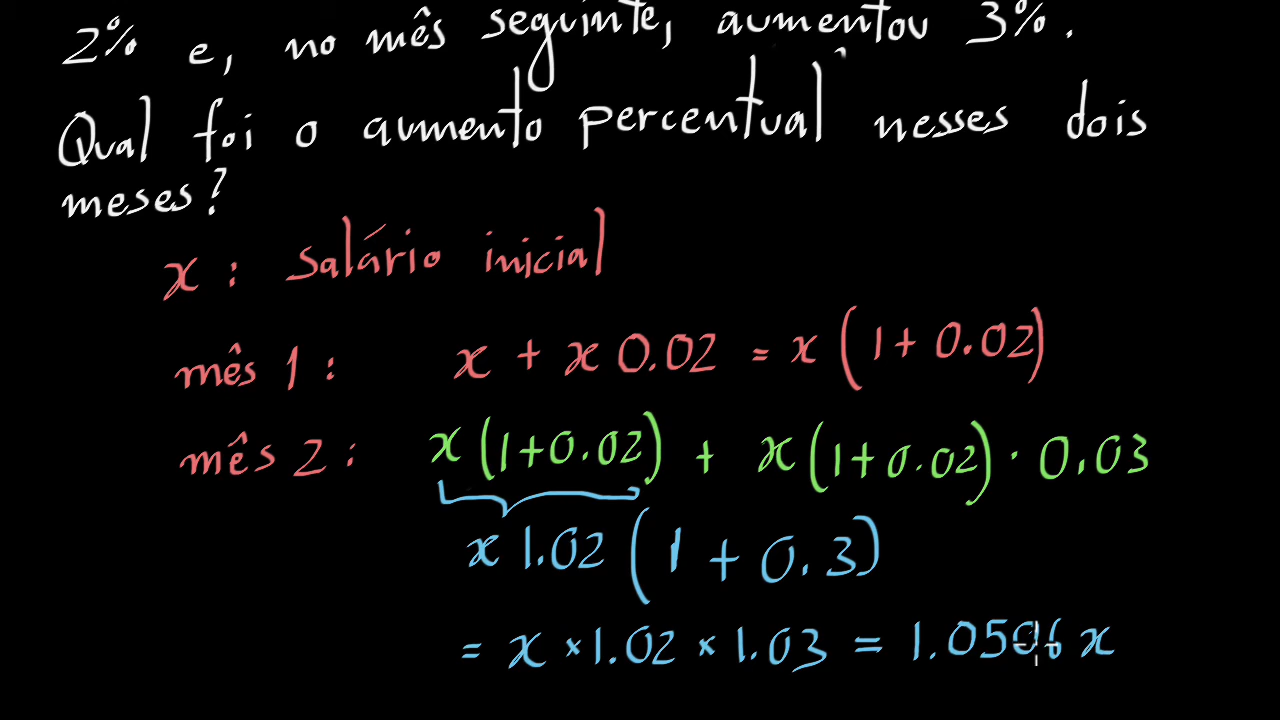 2% e, no mês seguinte, aumentou 3%.
Qual foi o aumento percentual nesses dois
meses?
x : salário inicial
mês 1 : x + x 0.02 = x (1 + 0.02)
mês 2 : x (1+0.02) + x (1+0.02) · 0.03
x 1.02 (1 + 0.3)
= x × 1.02 × 1.03 = 1.0506 x